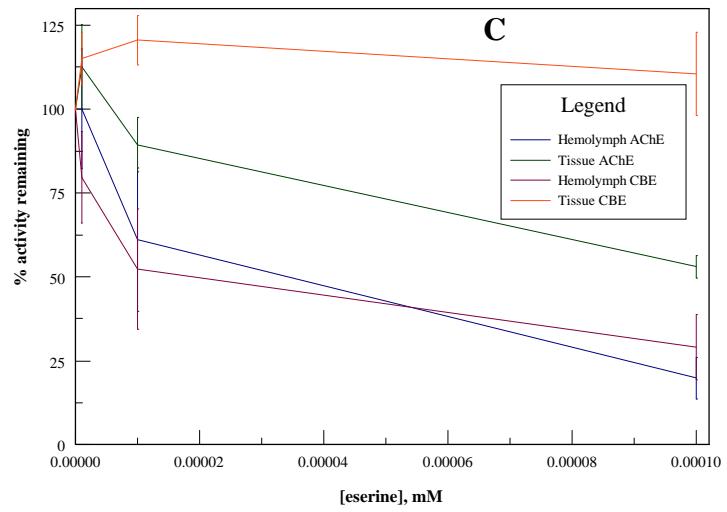 C
125
100
75
50
25
0
% activity remaining
Legend
Hemolymph AChE
Tissue AChE
Hemolymph CBE
Tissue CBE
0.00000 0.00002 0.00004 0.00006 0.00008 0.00010
[eserine], mM